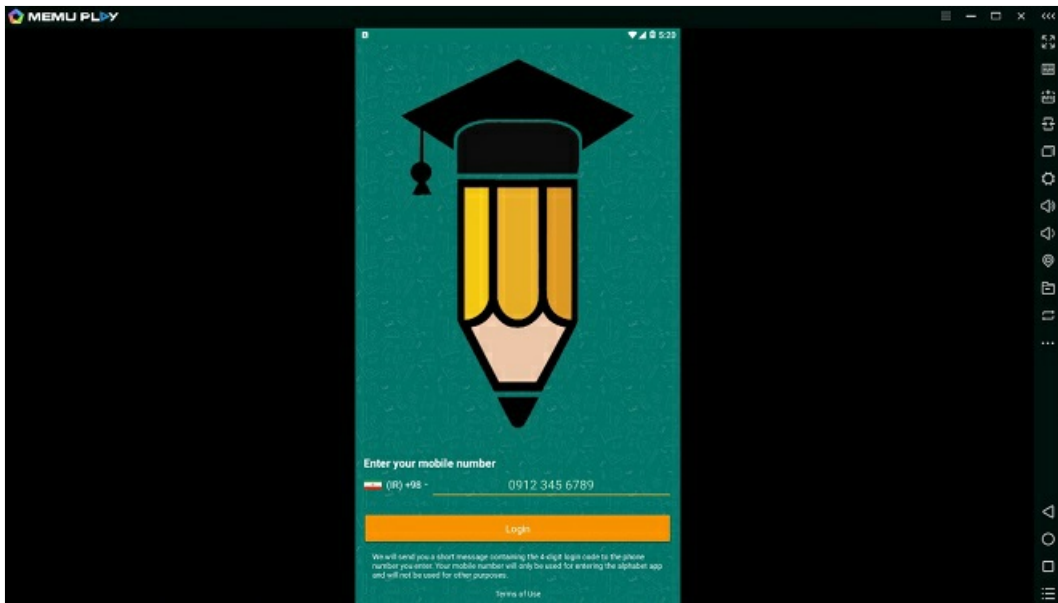 MEMU PLAY
5:20
Enter your mobile number
(IR) +98 - 0912 345 6789
Login
We will send you a short message containing the 4-digit login code to the phone
number you enter. Your mobile number will only be used for entering the alphabet app
and will not be used for other purposes.
Terms of Use